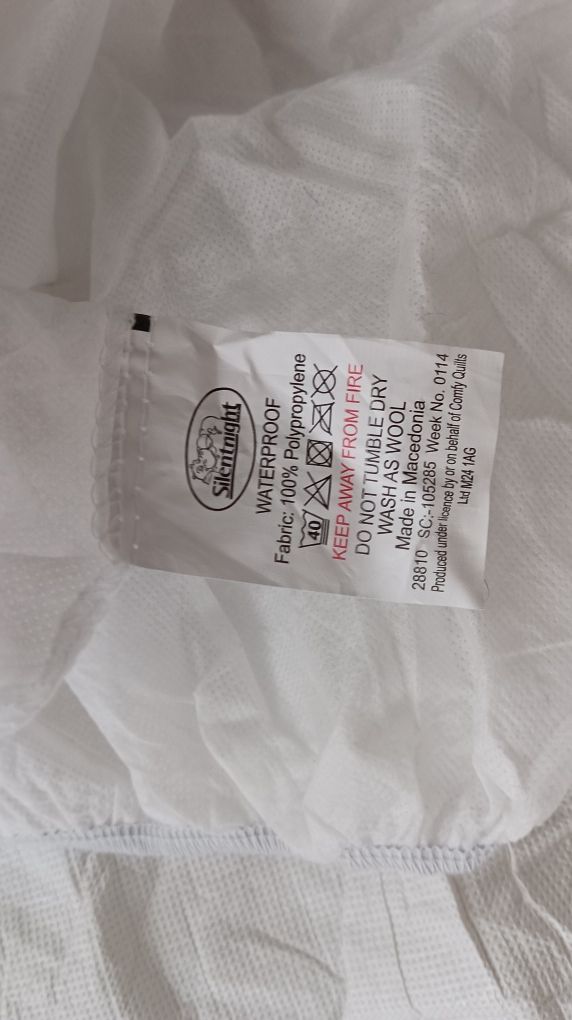 Silentnight
WATERPROOF
Fabric: 100% Polypropylene
40
KEEP AWAY FROM FIRE
DO NOT TUMBLE DRY
WASH AS WOOL
Made in Macedonia
28810 SC:-105285 Week No. 0114
Produced under licence by or on behalf of Comfy Quilts
Ltd M24 1AG